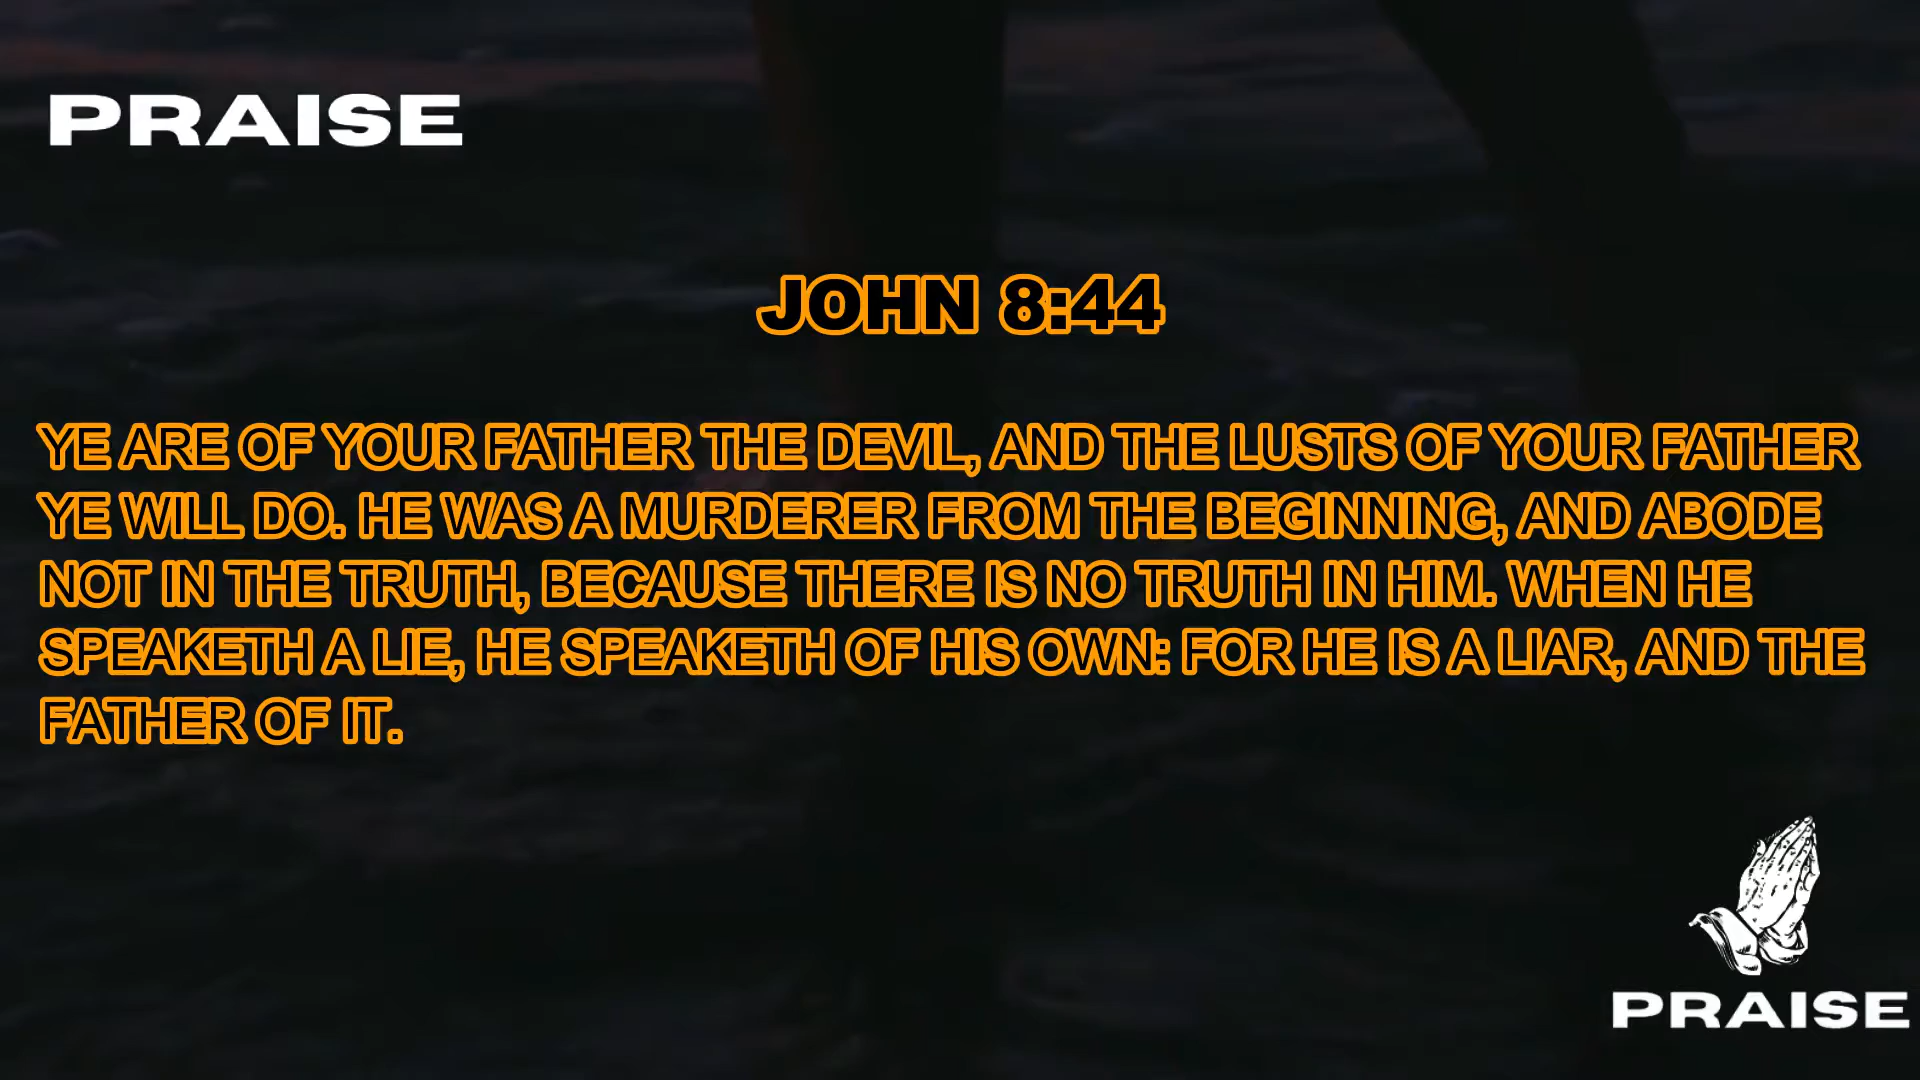 PRAISE
JOHN 8:44
YE ARE OF YOUR FATHER THE DEVIL, AND THE LUSTS OF YOUR FATHER
YE WILL DO. HE WAS A MURDERER FROM THE BEGINNING, AND ABODE
NOT IN THE TRUTH, BECAUSE THERE IS NO TRUTH IN HIM. WHEN HE
SPEAKETH A LIE, HE SPEAKETH OF HIS OWN: FOR HE IS A LIAR, AND THE
FATHER OF IT.
PRAISE